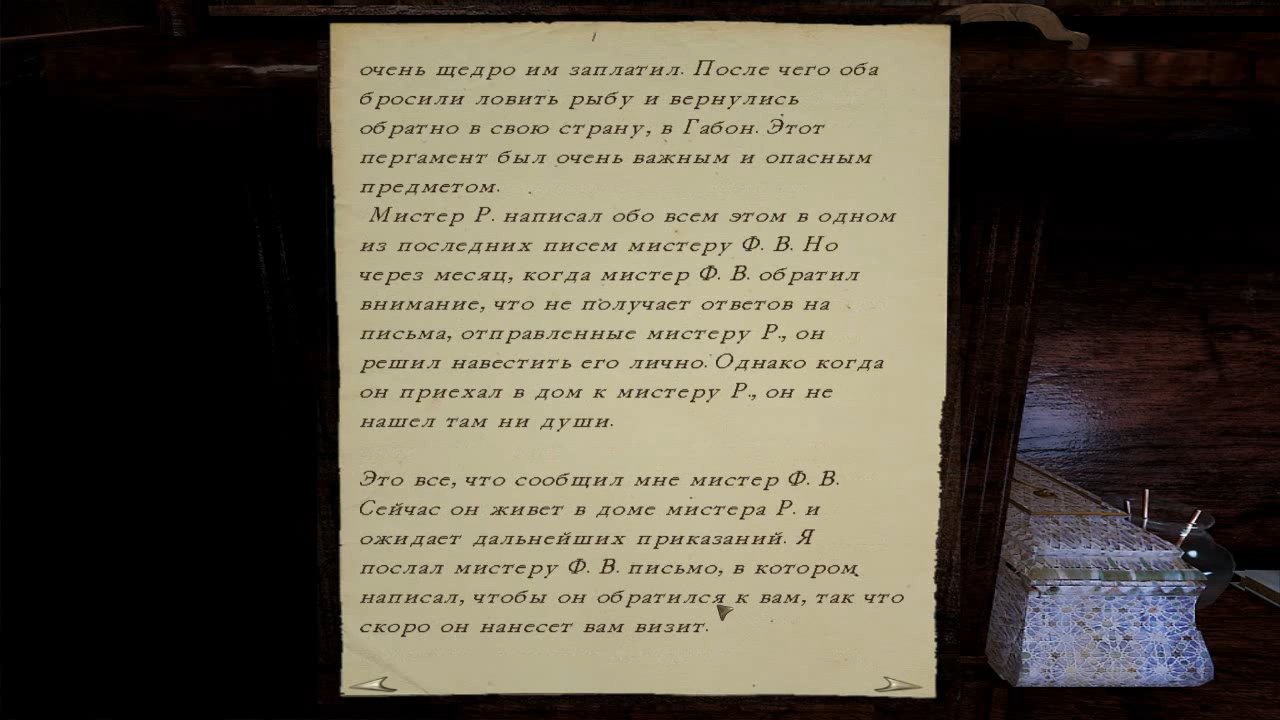 очень щедро им заплатил. После чего оба
бросили ловить рыбу и вернулись
обратно в свою страну, в Габон. Этот
пергамент был очень важным и опасным
предметом.
Мистер Р. написал обо всем этом в одном
из последних писем мистеру Ф. В. Но
через месяц, когда мистер Ф. В. обратил
внимание, что не получает ответов на
письма, отправленные мистеру Р., он
решил навестить его лично. Однако когда
он приехал в дом к мистеру Р., он не
нашел там ни души.
Это все, что сообщил мне мистер Ф. В.
Сейчас он живет в доме мистера Р. и
ожидает дальнейших приказаний. Я
послал мистеру Ф. В. письмо, в котором
написал, чтобы он обратился к вам, так что
скоро он нанесет вам визит.